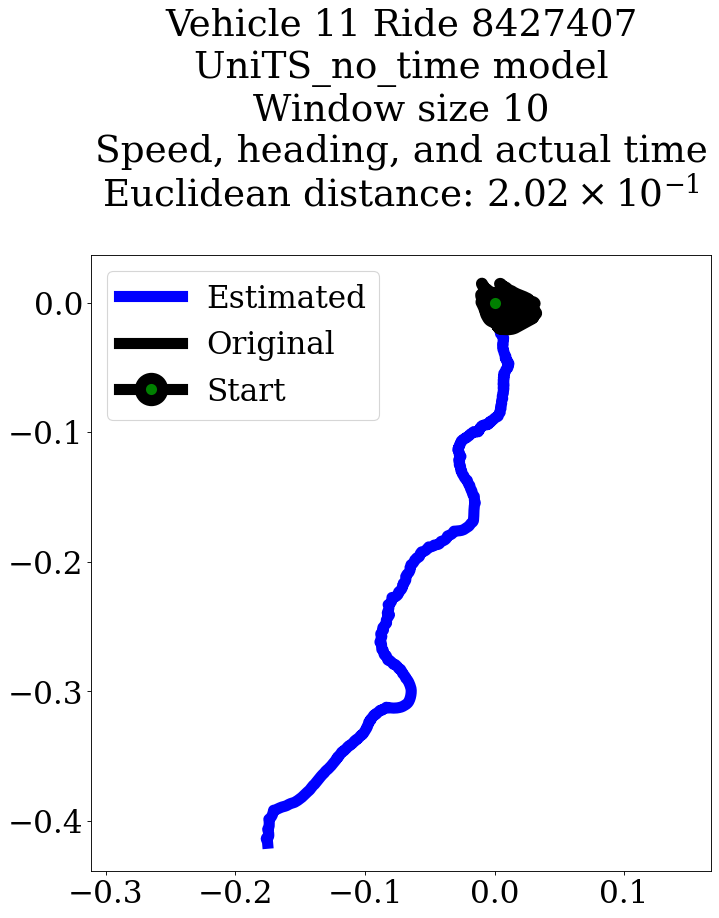 Vehicle 11 Ride 8427407
UniTS_no_time model
Window size 10
Speed, heading, and actual time
Euclidean distance: 2.02 × 10⁻¹
Estimated
Original
Start
0.0
−0.1
−0.2
−0.3
−0.4
−0.3 −0.2 −0.1 0.0 0.1